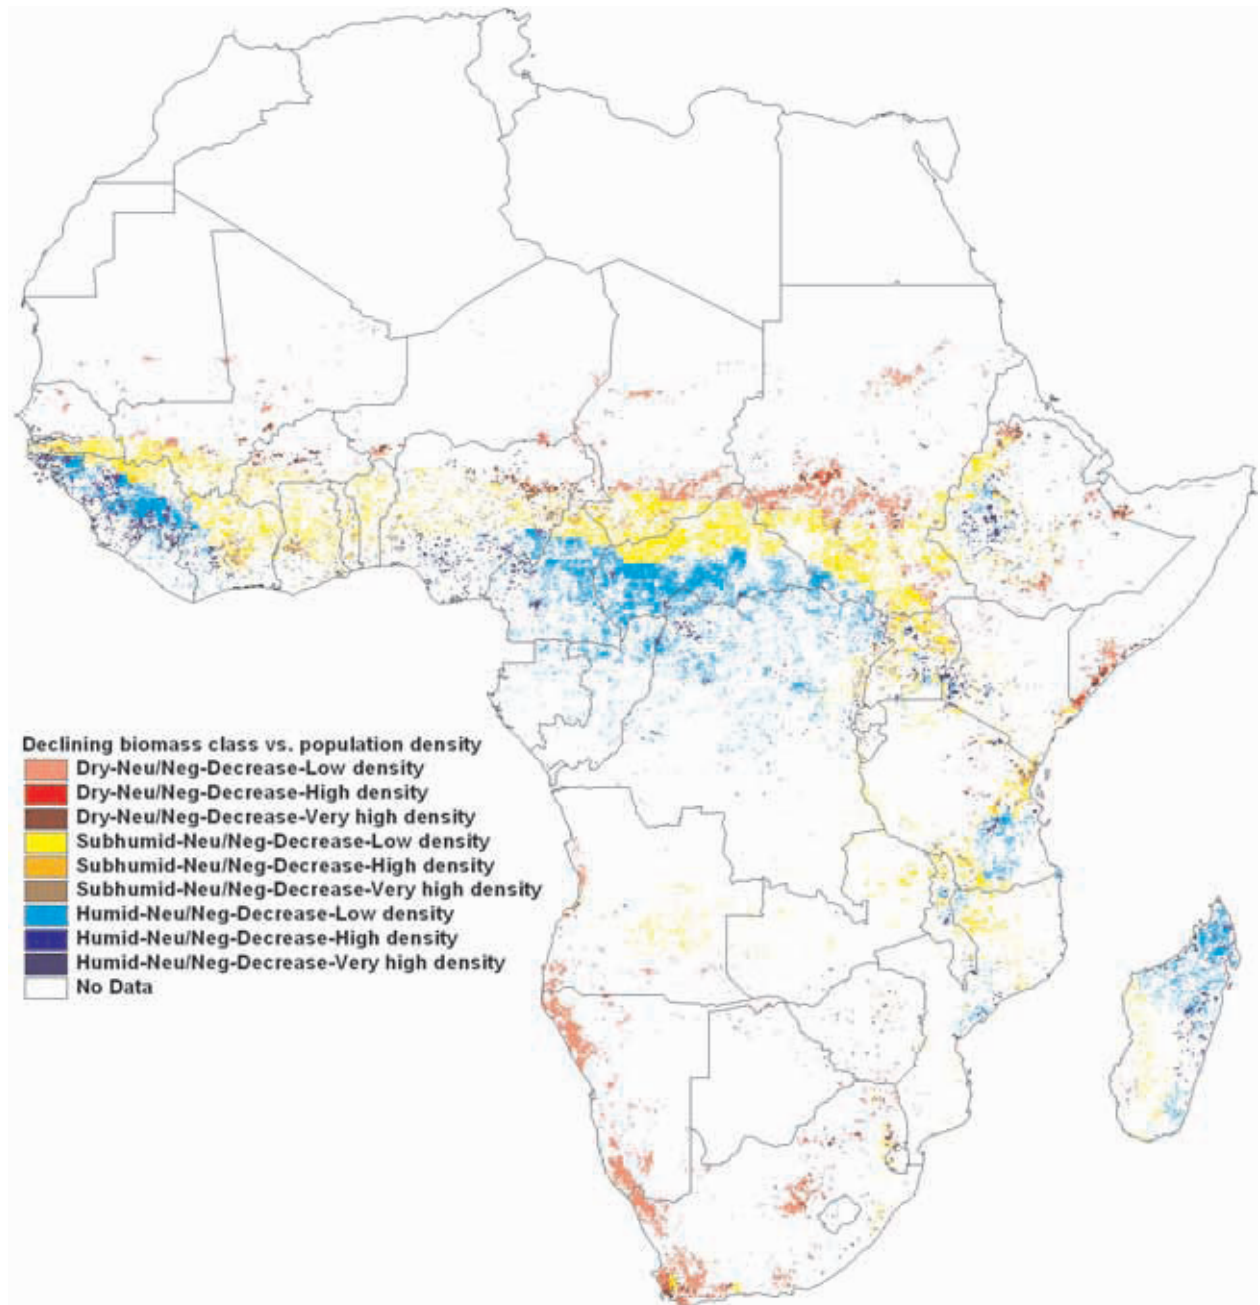 Declining biomass class vs. population density
Dry-Neu/Neg-Decrease-Low density
Dry-Neu/Neg-Decrease-High density
Dry-Neu/Neg-Decrease-Very high density
Subhumid-Neu/Neg-Decrease-Low density
Subhumid-Neu/Neg-Decrease-High density
Subhumid-Neu/Neg-Decrease-Very high density
Humid-Neu/Neg-Decrease-Low density
Humid-Neu/Neg-Decrease-High density
Humid-Neu/Neg-Decrease-Very high density
No Data